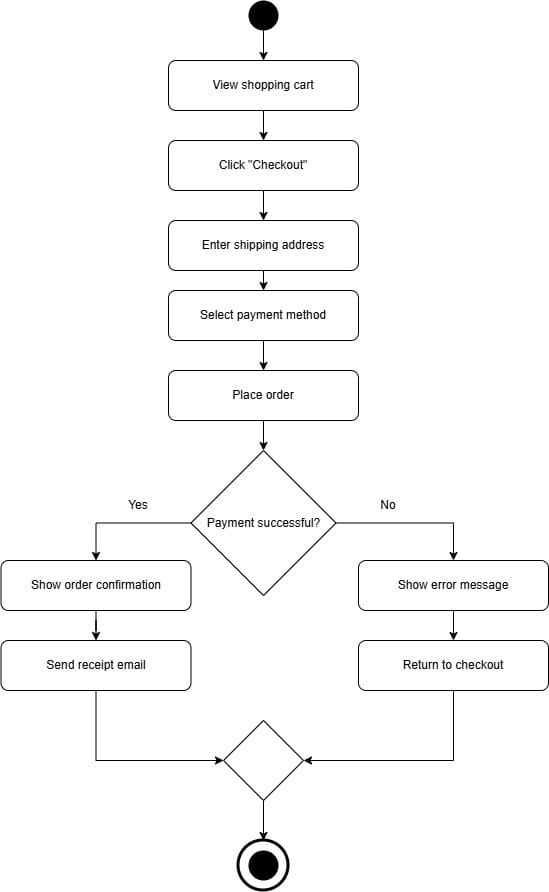 View shopping cart
Click "Checkout"
Enter shipping address
Select payment method
Place order
Payment successful?
Yes
No
Show order confirmation
Show error message
Send receipt email
Return to checkout